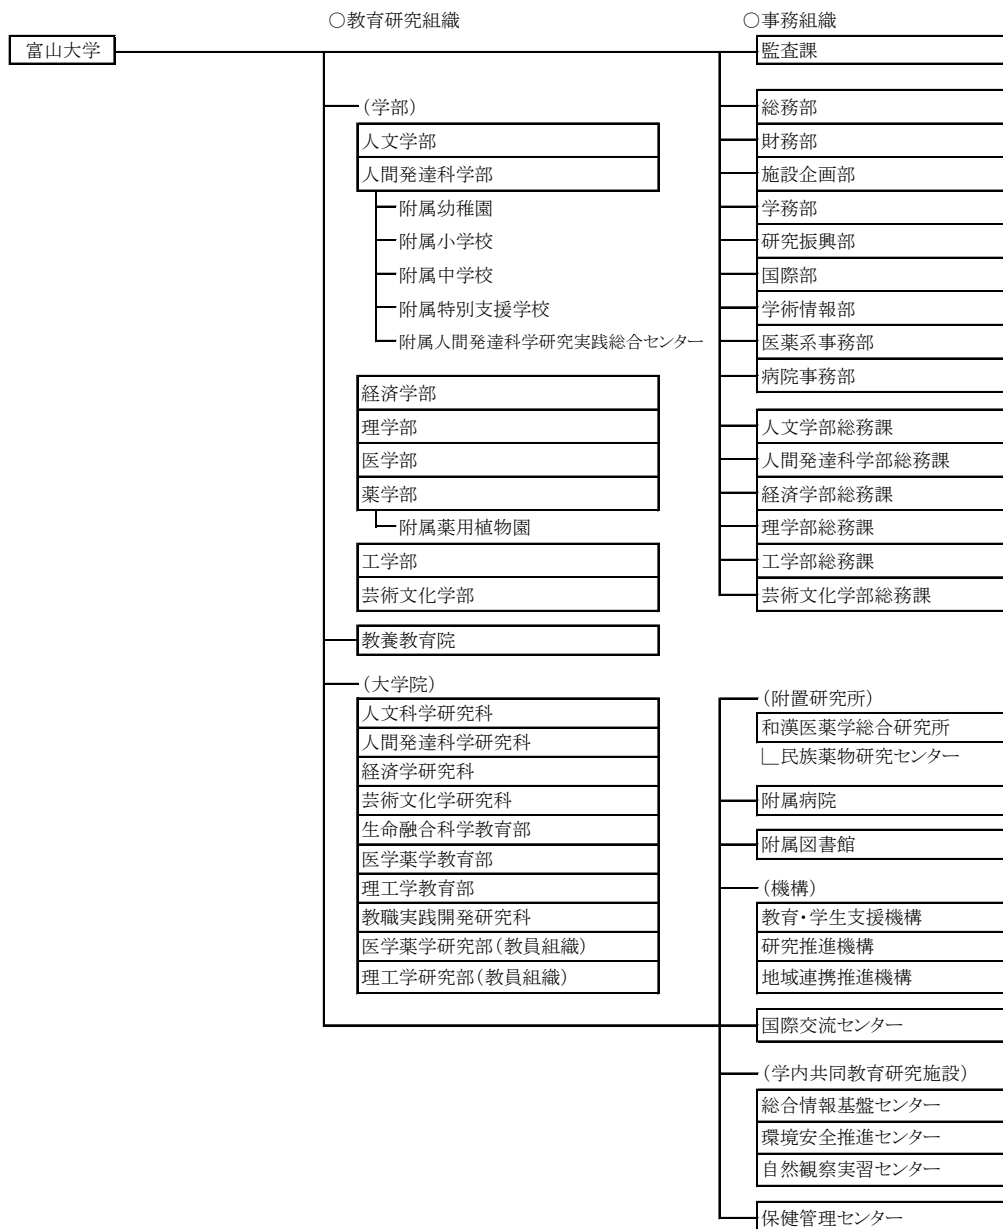 ○教育研究組織
○事務組織
富山大学
監査課
(学部)
人文学部
人間発達科学部
附属幼稚園
附属小学校
附属中学校
附属特別支援学校
附属人間発達科学研究実践総合センター
経済学部
理学部
医学部
薬学部
附属薬用植物園
工学部
芸術文化学部
教養教育院
(大学院)
人文科学研究科
人間発達科学研究科
経済学研究科
芸術文化学研究科
生命融合科学教育部
医学薬学教育部
理工学教育部
教職実践開発研究科
医学薬学研究部(教員組織)
理工学研究部(教員組織)
総務部
財務部
施設企画部
学務部
研究振興部
国際部
学術情報部
医薬系事務部
病院事務部
人文学部総務課
人間発達科学部総務課
経済学部総務課
理学部総務課
工学部総務課
芸術文化学部総務課
(附置研究所)
和漢医薬学総合研究所
民族薬物研究センター
附属病院
附属図書館
(機構)
教育・学生支援機構
研究推進機構
地域連携推進機構
国際交流センター
(学内共同教育研究施設)
総合情報基盤センター
環境安全推進センター
自然観察実習センター
保健管理センター